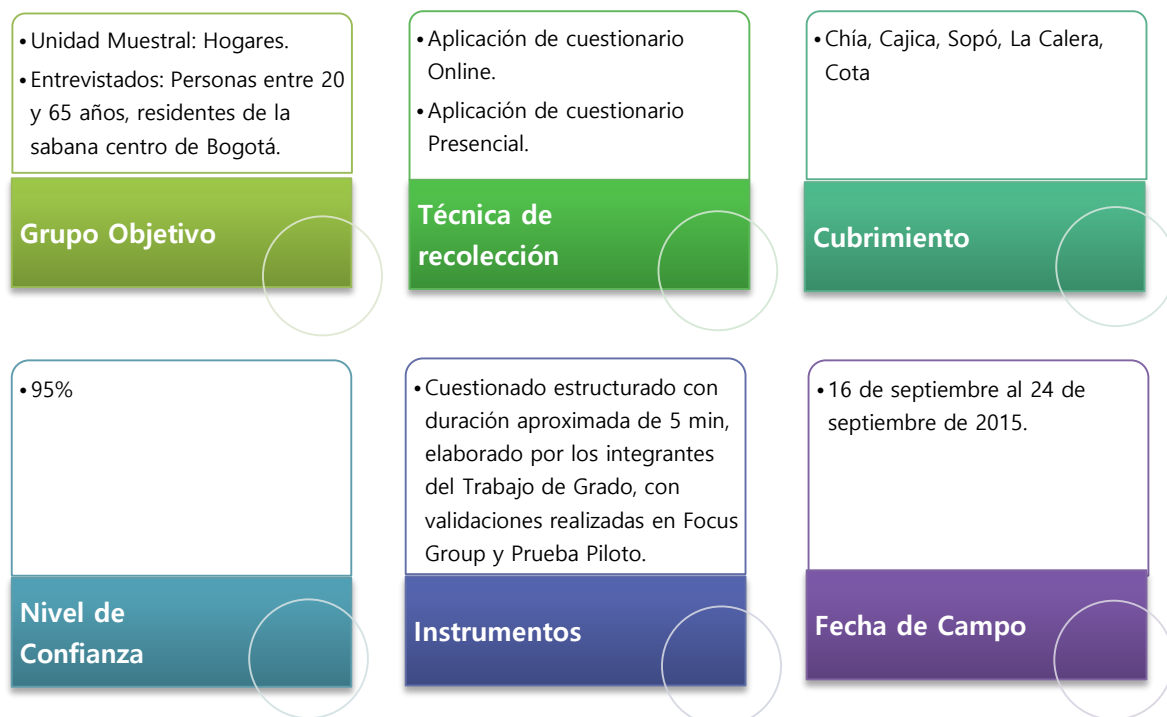 • Unidad Muestral: Hogares.
• Entrevistados: Personas entre 20
y 65 años, residentes de la
sabana centro de Bogotá.
Grupo Objetivo
• Aplicación de cuestionario
Online.
• Aplicación de cuestionario
Presencial.
Técnica de
recolección
• Chía, Cajica, Sopó, La Calera,
Cota
Cubrimiento
• 95%
Nivel de
Confianza
• Cuestionado estructurado con
duración aproximada de 5 min,
elaborado por los integrantes
del Trabajo de Grado, con
validaciones realizadas en Focus
Group y Prueba Piloto.
Instrumentos
• 16 de septiembre al 24 de
septiembre de 2015.
Fecha de Campo